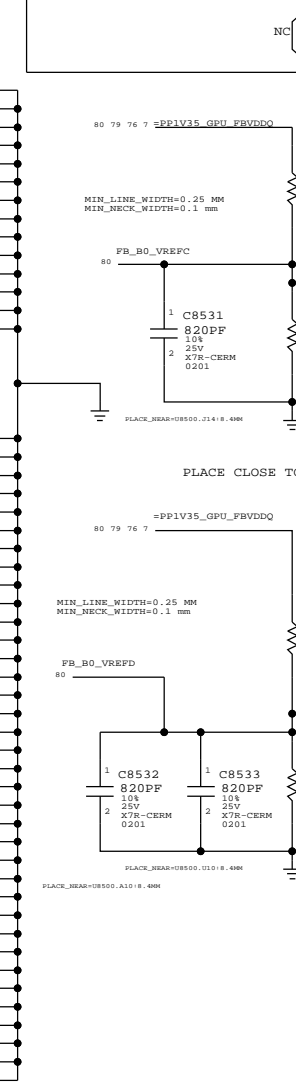 NC
80 79 76 7 =PP1V35_GPU_FBVDDQ
MIN_LINE_WIDTH=0.25 MM
MIN_NECK_WIDTH=0.1 mm
FB_B0_VREFC
80
1
C8531
820PF
10%
25V
2
X7R-CERM
0201
PLACE_NEAR=U8500.J14:8.4MM
PLACE CLOSE TO
=PP1V35_GPU_FBVDDQ
80 79 76 7
MIN_LINE_WIDTH=0.25 MM
MIN_NECK_WIDTH=0.1 mm
FB_B0_VREFD
80
1 C8532
820PF
10%
25V
2 X7R-CERM
0201
1 C8533
820PF
10%
25V
2 X7R-CERM
0201
PLACE_NEAR=U8500.U10:8.4MM
PLACE_NEAR=U8500.A10:8.4MM